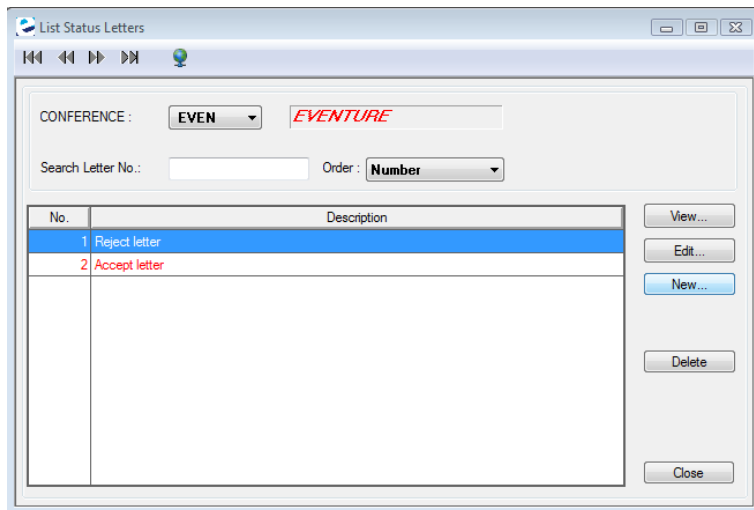 List Status Letters
CONFERENCE : EVEN EVENTURE
Search Letter No.: Order : Number
No. Description
1 Reject letter
2 Accept letter
View...
Edit...
New...
Delete
Close